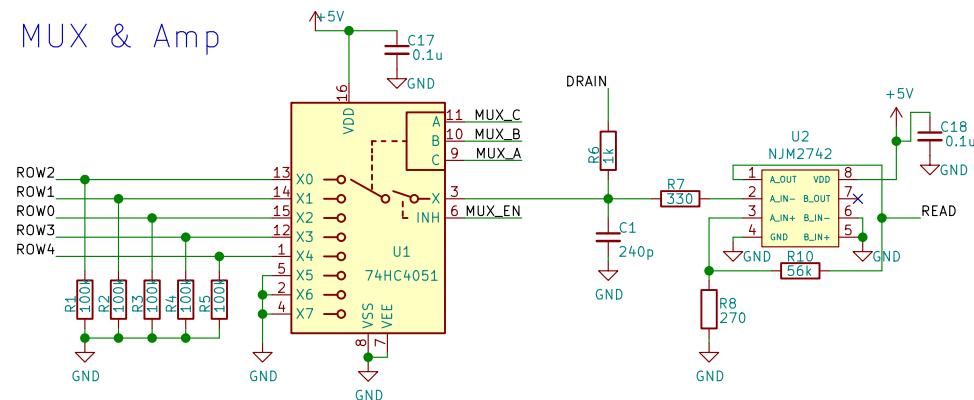 MUX & Amp
+5V
C17
0.1u
GND
16
VDD
DRAIN
R6
1k
11 MUX_C
A
10 MUX_B
B
9 MUX_A
C
+5V
C18
0.1u
GND
U2
NJM2742
1 A_OUT VDD 8
2 A_IN- B_OUT 7
3 A_IN+ B_IN- 6
4 GND B_IN+ 5
GND
GND
READ
ROW2 13 X0
ROW1 14 X1
ROW0 15 X2
ROW3 12 X3
ROW4 1 X4
5 X5
2 X6
4 X7
X 3
INH 6 MUX_EN
U1
74HC4051
R7
330
C1
240p
GND
R10
56k
R8
270
GND
R1
100k
R2
100k
R3
100k
R4
100k
R5
100k
VSS
VEE
8
7
GND
GND
GND